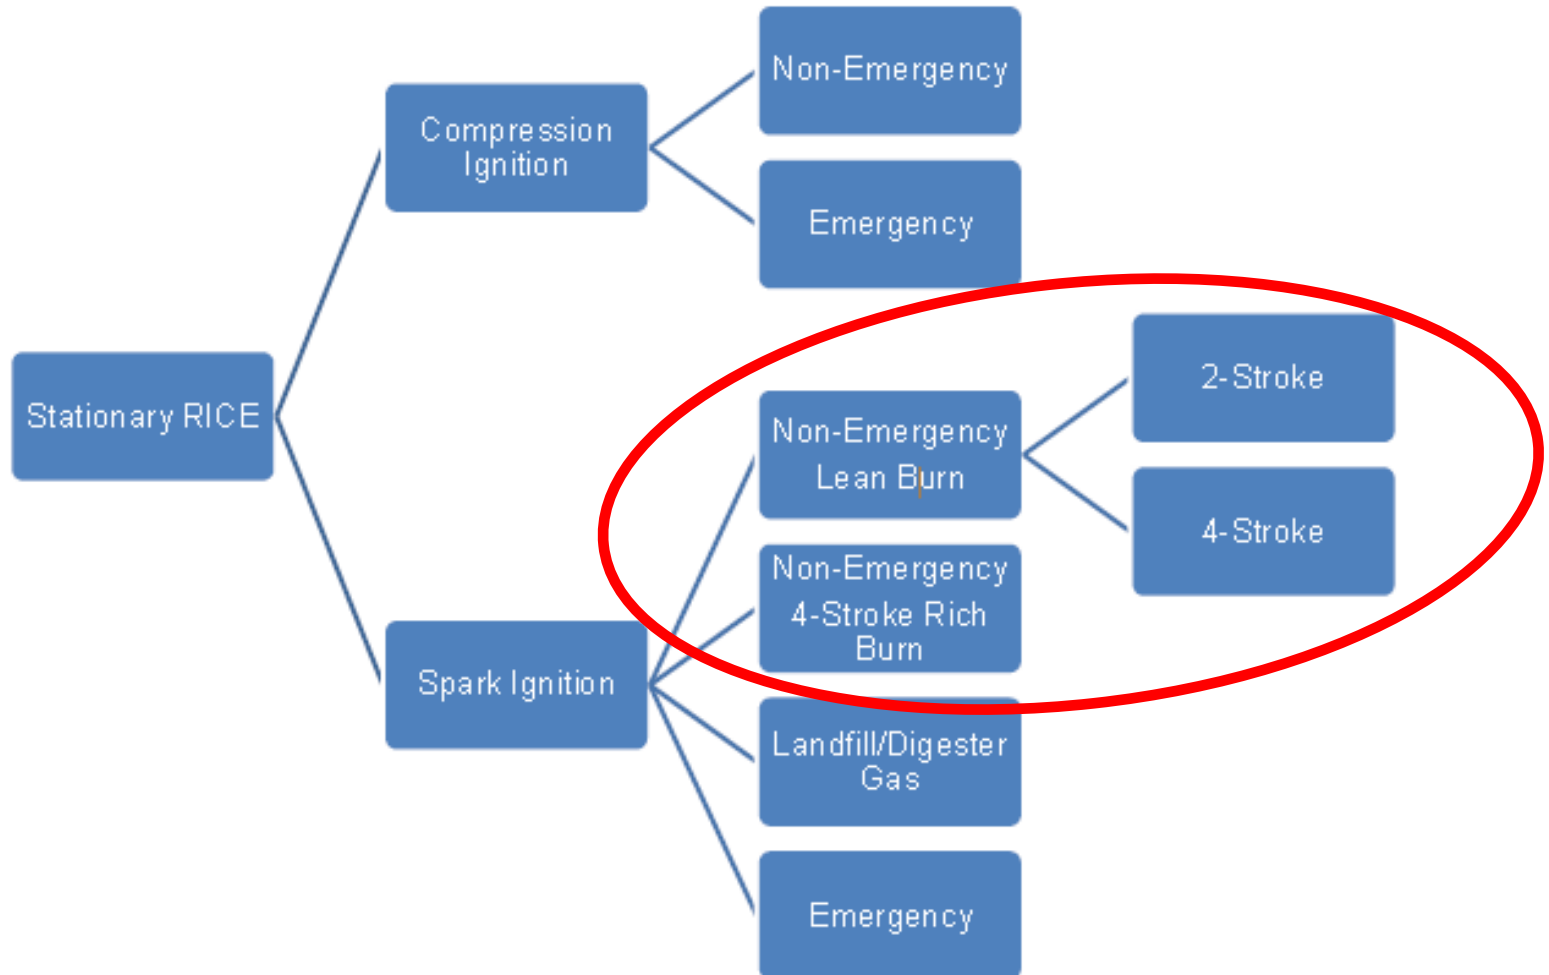 Stationary RICE
Compression
Ignition
Non-Emergency
Emergency
Spark Ignition
Non-Emergency
Lean Burn
2-Stroke
4-Stroke
Non-Emergency
4-Stroke Rich
Burn
Landfill/Digester
Gas
Emergency